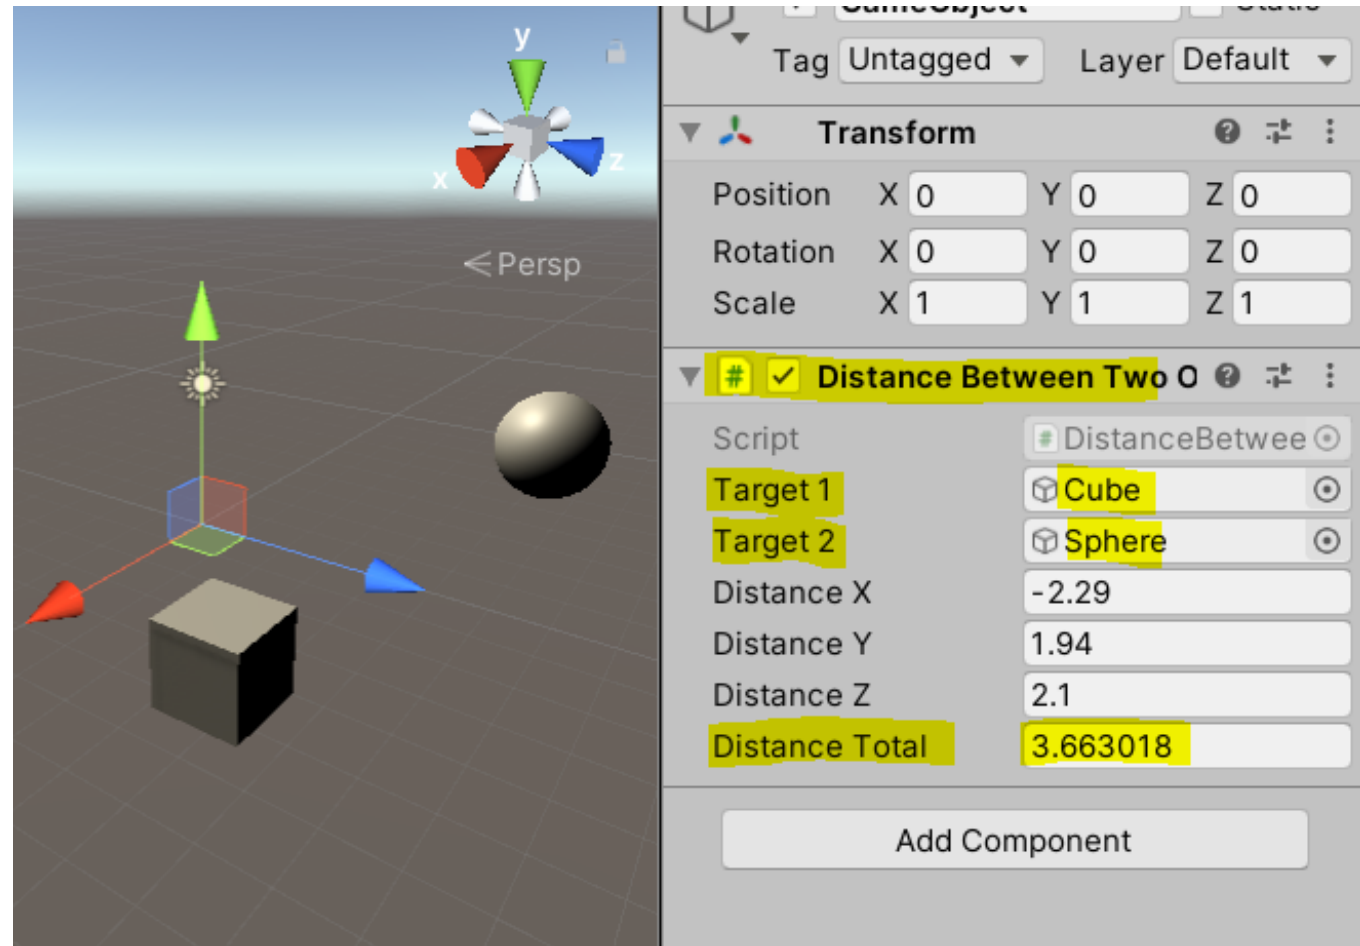 y
x
z
Persp
Tag Untagged Layer Default
Transform
Position X 0 Y 0 Z 0
Rotation X 0 Y 0 Z 0
Scale X 1 Y 1 Z 1
# Distance Between Two O
Script # DistanceBetwee
Target 1 Cube
Target 2 Sphere
Distance X -2.29
Distance Y 1.94
Distance Z 2.1
Distance Total 3.663018
Add Component